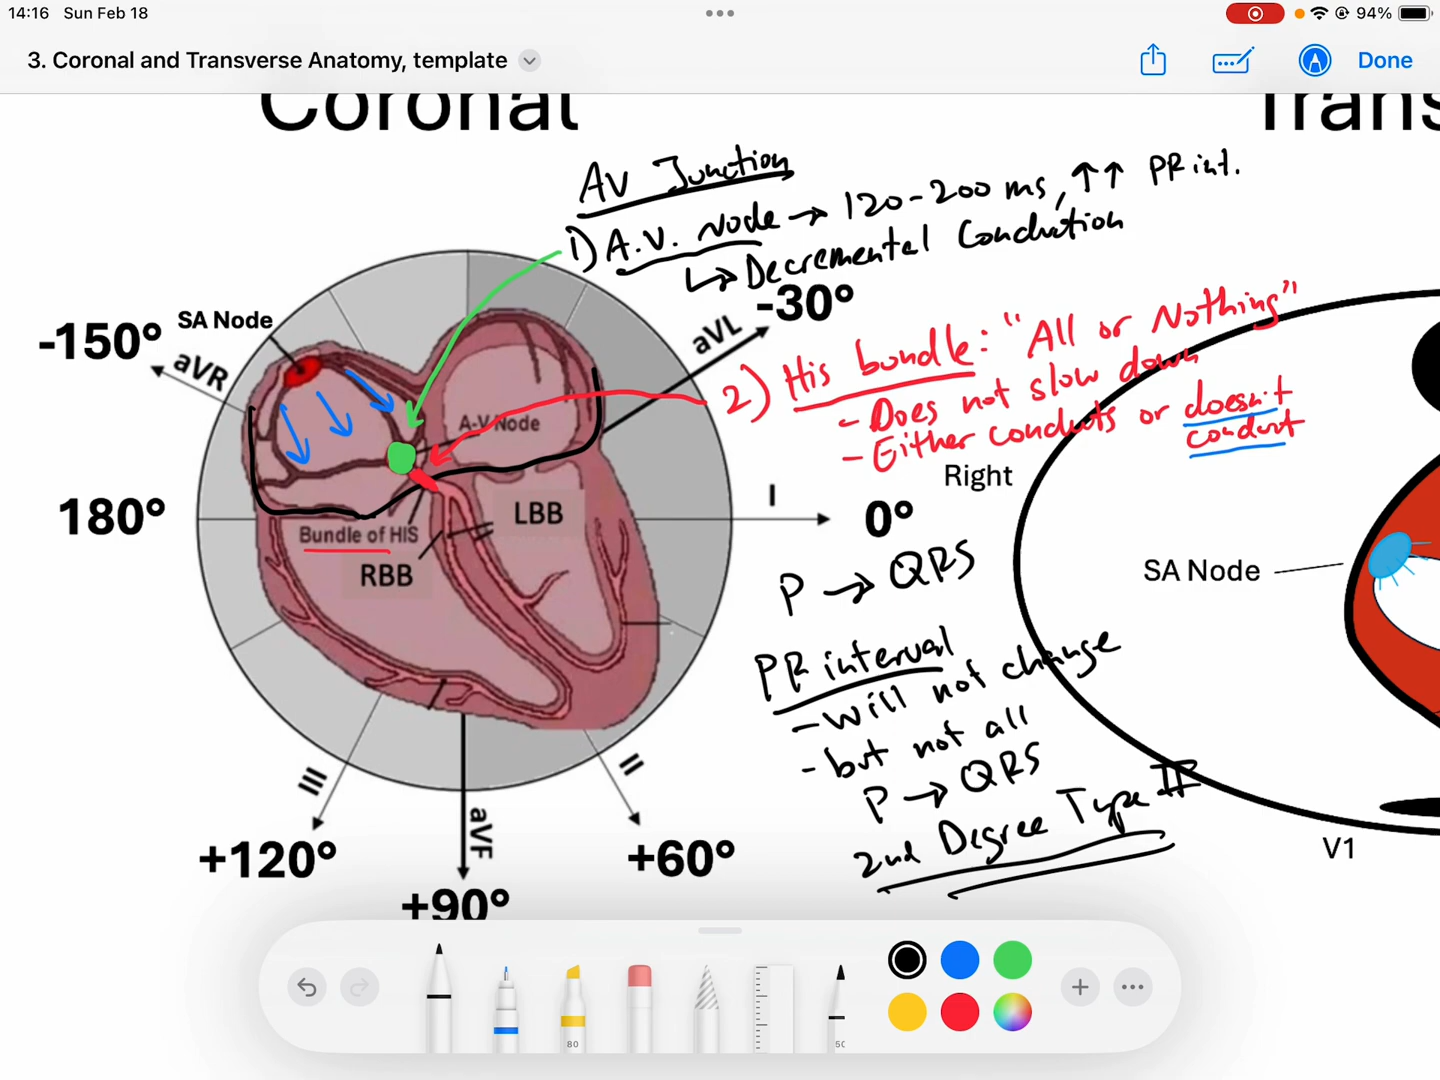 14:16 Sun Feb 18
94%
3. Coronal and Transverse Anatomy, template
Done
Coronal
Trans
AV Junction
1) A.V. Node → 120-200 ms, ↑↑ PR int.
↳ Decremental Conduction
-30°
aVL
SA Node
-150°
aVR
2) His bundle: "All or Nothing"
- Does not slow down
- Either conducts or doesn't
conduct
A-V Node
Right
180°
LBB
I
0°
Bundle of HIS
RBB
SA Node
P → QRS
PR interval
- will not change
- but not all
P → QRS
2nd Degree Type II
III
II
aVF
+120°
+60°
+90°
V1
80
50